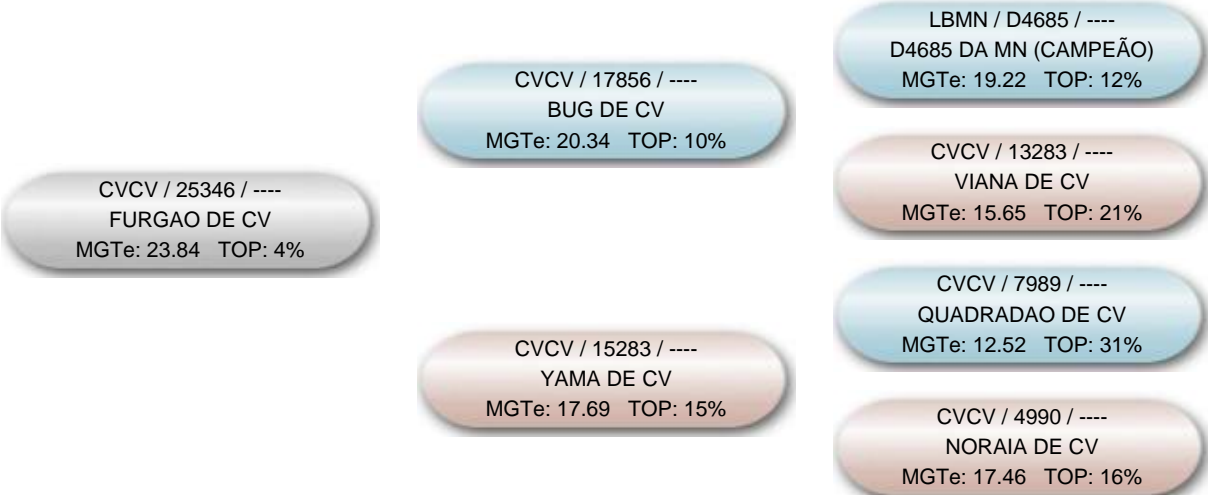 CVCV / 25346 / ----
FURGAO DE CV
MGTe: 23.84 TOP: 4%
CVCV / 17856 / ----
BUG DE CV
MGTe: 20.34 TOP: 10%
CVCV / 15283 / ----
YAMA DE CV
MGTe: 17.69 TOP: 15%
LBMN / D4685 / ----
D4685 DA MN (CAMPEÃO)
MGTe: 19.22 TOP: 12%
CVCV / 13283 / ----
VIANA DE CV
MGTe: 15.65 TOP: 21%
CVCV / 7989 / ----
QUADRADAO DE CV
MGTe: 12.52 TOP: 31%
CVCV / 4990 / ----
NORAIA DE CV
MGTe: 17.46 TOP: 16%